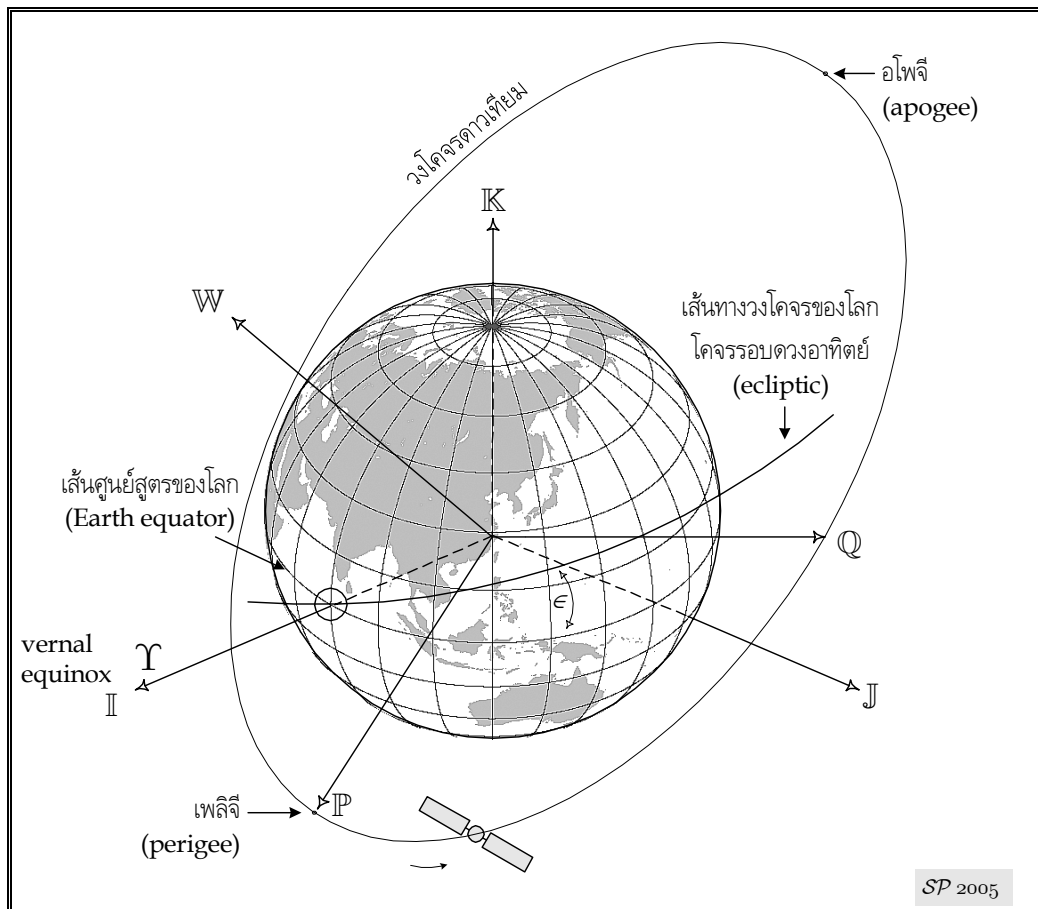 อโพจี
(apogee)
วงโคจรดาวเทียม
𝕂
𝕎
เส้นทางวงโคจรของโลก
โคจรรอบดวงอาทิตย์
(ecliptic)
เส้นศูนย์สูตรของโลก
(Earth equator)
ℚ
ϵ
vernal
equinox
ϒ
𝕀
𝕁
เพลิจี
(perigee)
ℙ
SP 2005